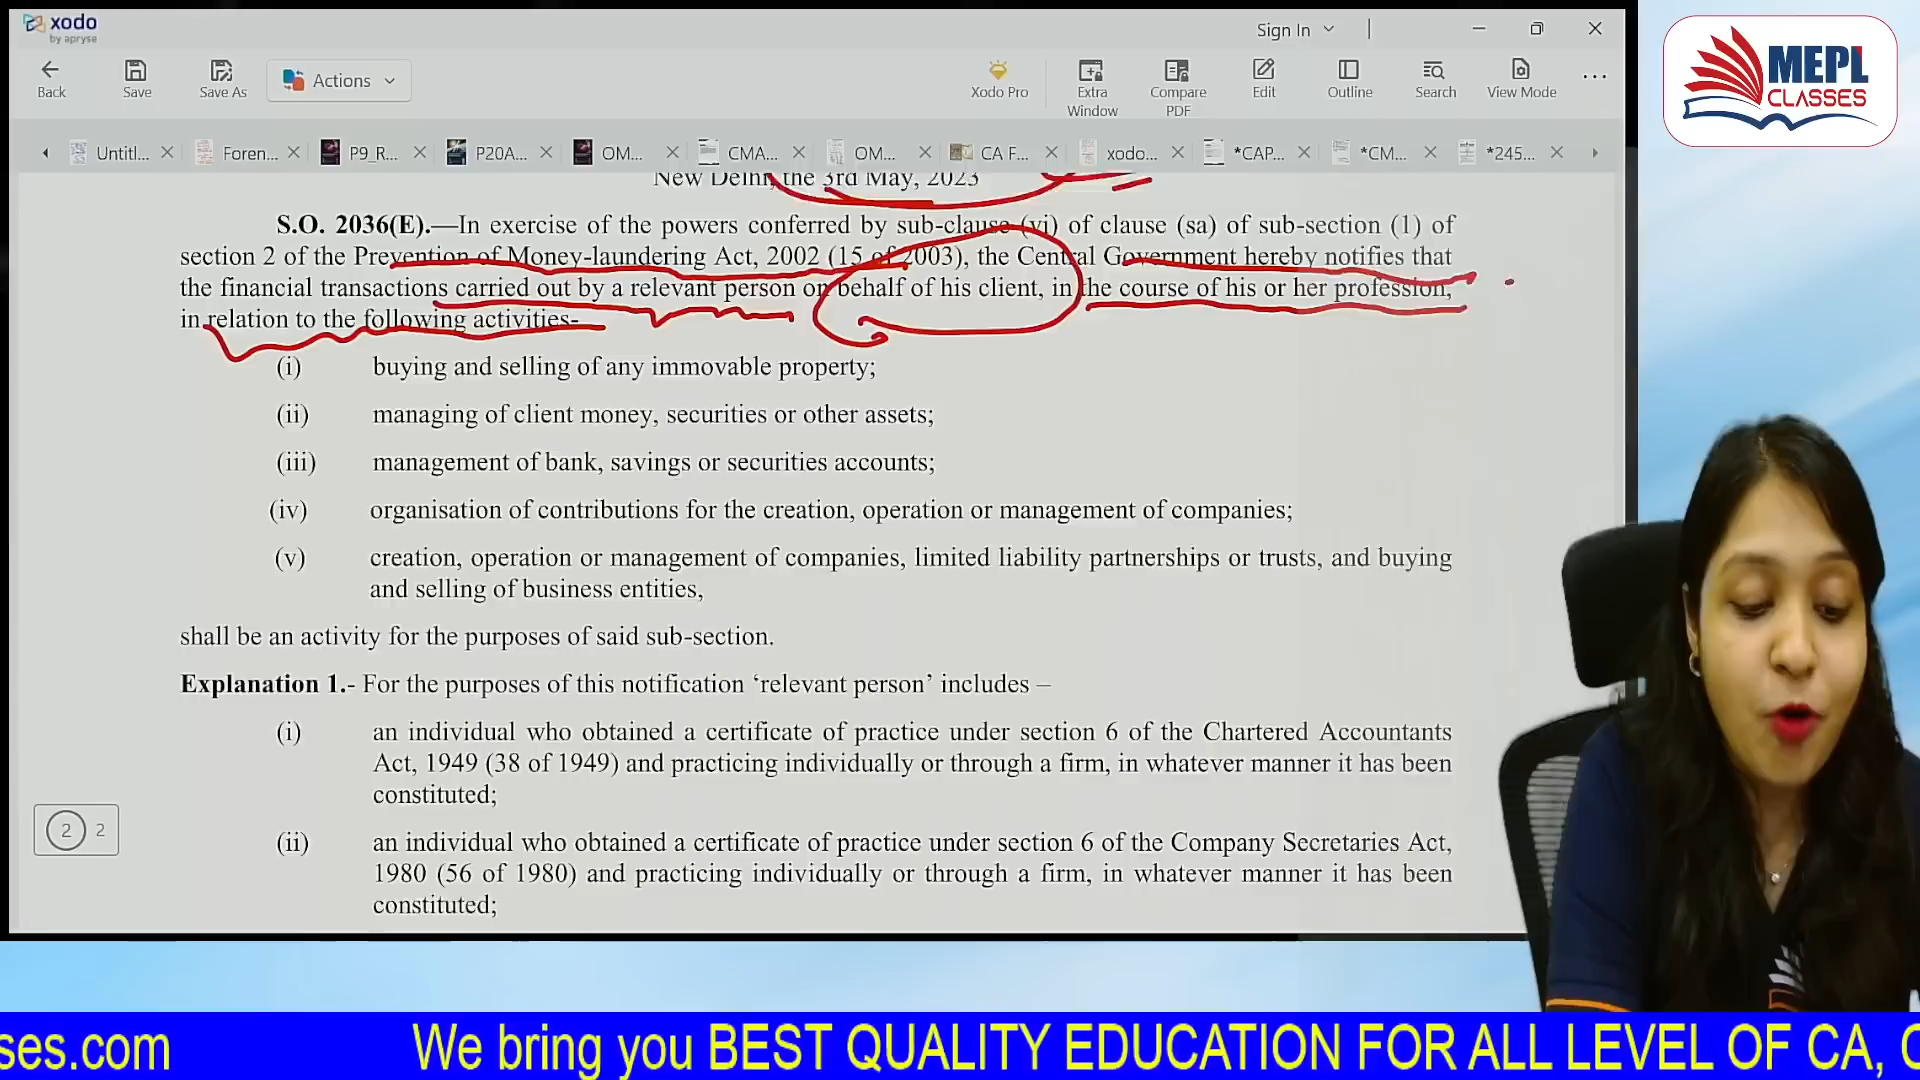 xodo
by apryse
Sign In
Back
Save
Save As
Actions
Xodo Pro
Extra
Window
Compare
PDF
Edit
Outline
Search
View Mode
Untitl...
Foren...
P9_R...
P20A...
OM...
CMA...
OM...
CA F...
xodo...
*CAP...
*CM...
*245...
MEPL
CLASSES
New Delhi, the 3rd May, 2023
S.O. 2036(E).—In exercise of the powers conferred by sub-clause (vi) of clause (sa) of sub-section (1) of
section 2 of the Prevention of Money-laundering Act, 2002 (15 of 2003), the Central Government hereby notifies that
the financial transactions carried out by a relevant person on behalf of his client, in the course of his or her profession,
in relation to the following activities-
(i) buying and selling of any immovable property;
(ii) managing of client money, securities or other assets;
(iii) management of bank, savings or securities accounts;
(iv) organisation of contributions for the creation, operation or management of companies;
(v) creation, operation or management of companies, limited liability partnerships or trusts, and buying
and selling of business entities,
shall be an activity for the purposes of said sub-section.
Explanation 1.- For the purposes of this notification ‘relevant person’ includes –
(i) an individual who obtained a certificate of practice under section 6 of the Chartered Accountants
Act, 1949 (38 of 1949) and practicing individually or through a firm, in whatever manner it has been
constituted;
(ii) an individual who obtained a certificate of practice under section 6 of the Company Secretaries Act,
1980 (56 of 1980) and practicing individually or through a firm, in whatever manner it has been
constituted;
2 2
ses.com We bring you BEST QUALITY EDUCATION FOR ALL LEVEL OF CA, C